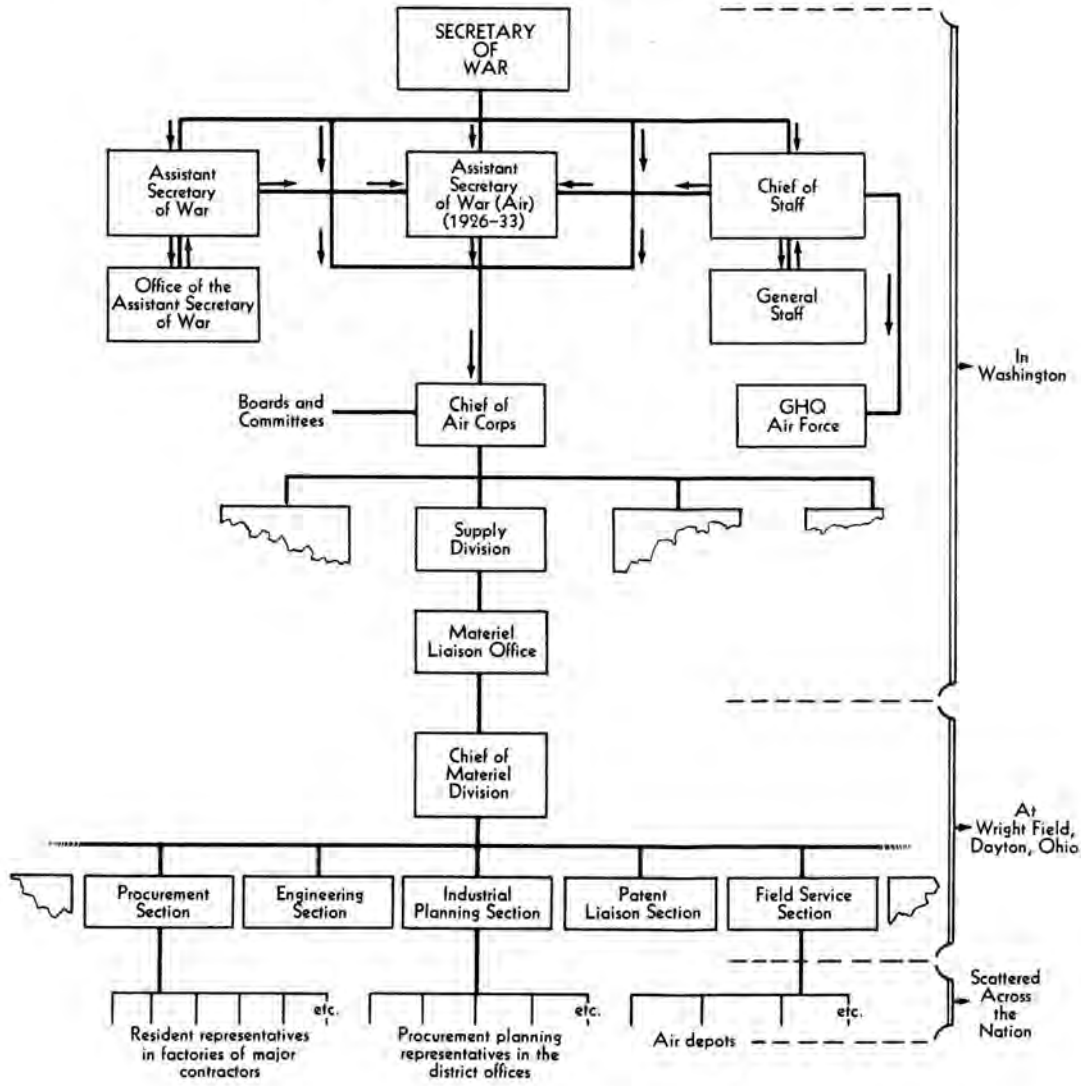 SECRETARY
OF
WAR
Assistant
Secretary
of War
Assistant
Secretary
of War (Air)
(1926–33)
Chief of
Staff
Office of the
Assistant Secretary
of War
General
Staff
In
Washington
Boards and
Committees
Chief of
Air Corps
GHQ
Air Force
Supply
Division
Materiel
Liaison Office
Chief of
Materiel
Division
At
Wright Field,
Dayton, Ohio
Procurement
Section
Engineering
Section
Industrial
Planning Section
Patent
Liaison Section
Field Service
Section
Scattered
Across
the
Nation
etc.
Resident representatives
in factories of major
contractors
etc.
Procurement planning
representatives in the
district offices
etc.
Air depots